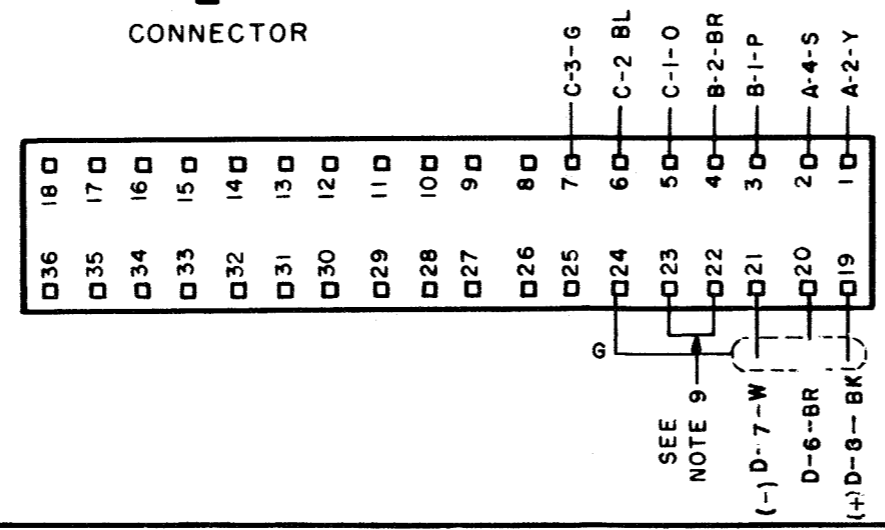 CONNECTOR
C-3-G
C-2 BL
C-1-O
B-2-BR
B-1-P
A-4-S
A-2-Y
18 17 16 15 14 13 12 11 10 9 8 7 6 5 4 3 2 1
36 35 34 33 32 31 30 29 28 27 26 25 24 23 22 21 20 19
G
SEE
NOTE 9
(-) D-7-W
D-6-BR
(+) D-8-BK